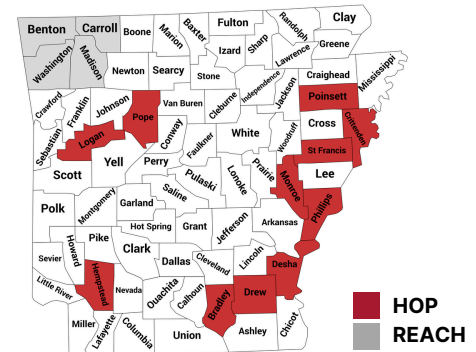 Benton
Carroll
Boone
Marion
Baxter
Fulton
Randolph
Clay
Washington
Madison
Newton
Searcy
Stone
Izard
Sharp
Lawrence
Greene
Independence
Jackson
Craighead
Mississippi
Crawford
Franklin
Johnson
Pope
Van Buren
Cleburne
Poinsett
Sebastian
Logan
Conway
Faulkner
White
Woodruff
Cross
Crittenden
St Francis
Scott
Yell
Perry
Pulaski
Lonoke
Prairie
Monroe
Lee
Phillips
Polk
Montgomery
Garland
Saline
Hot Spring
Grant
Jefferson
Arkansas
Sevier
Howard
Pike
Clark
Dallas
Cleveland
Lincoln
Desha
Little River
Hempstead
Nevada
Ouachita
Calhoun
Bradley
Drew
Miller
Lafayette
Columbia
Union
Ashley
Chicot
HOP
REACH